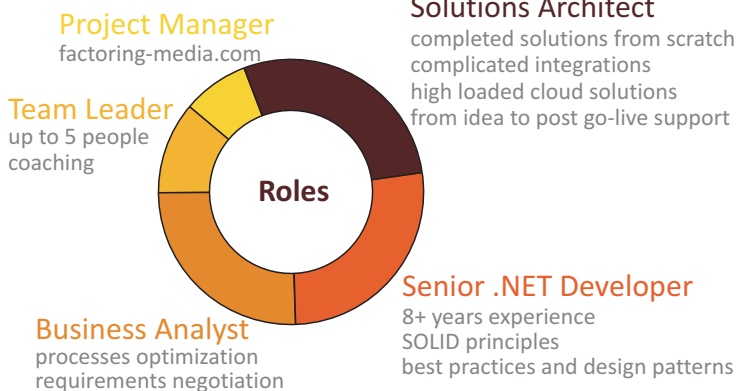 Project Manager
factoring-media.com
Solutions Architect
completed solutions from scratch
complicated integrations
high loaded cloud solutions
from idea to post go-live support
Team Leader
up to 5 people
coaching
Roles
Senior .NET Developer
8+ years experience
SOLID principles
best practices and design patterns
Business Analyst
processes optimization
requirements negotiation